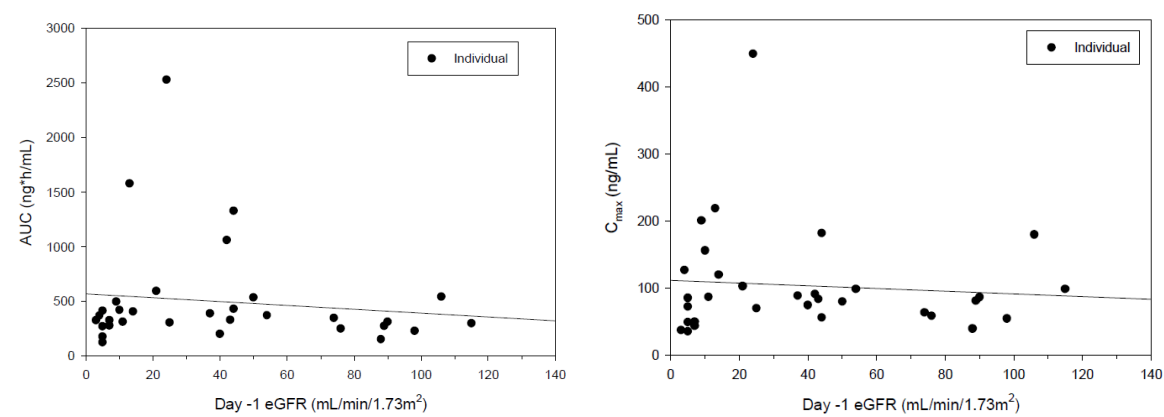 3000
2500
2000
1500
1000
500
0
AUC (ng*h/mL)
Individual
0 20 40 60 80 100 120 140
Day -1 eGFR (mL/min/1.73m²)
500
400
300
200
100
0
Cmax (ng/mL)
Individual
0 20 40 60 80 100 120 140
Day -1 eGFR (mL/min/1.73m²)